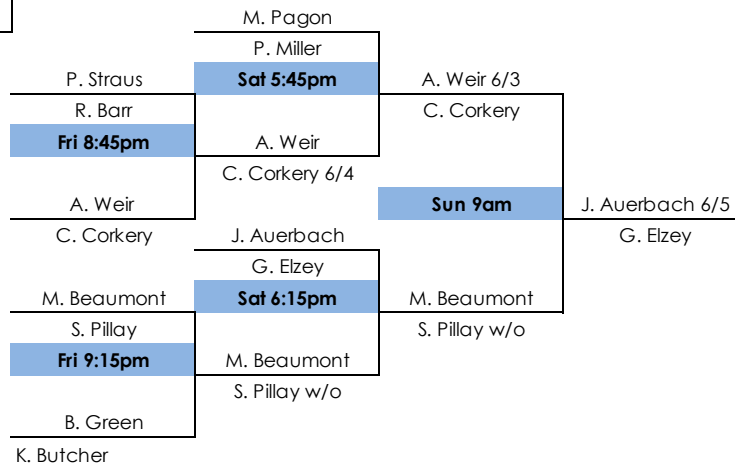 M. Pagon
P. Miller
P. Straus
Sat 5:45pm
A. Weir 6/3
R. Barr
C. Corkery
Fri 8:45pm
A. Weir
C. Corkery 6/4
A. Weir
Sun 9am
J. Auerbach 6/5
C. Corkery
J. Auerbach
G. Elzey
G. Elzey
M. Beaumont
Sat 6:15pm
M. Beaumont
S. Pillay
S. Pillay w/o
Fri 9:15pm
M. Beaumont
S. Pillay w/o
B. Green
K. Butcher